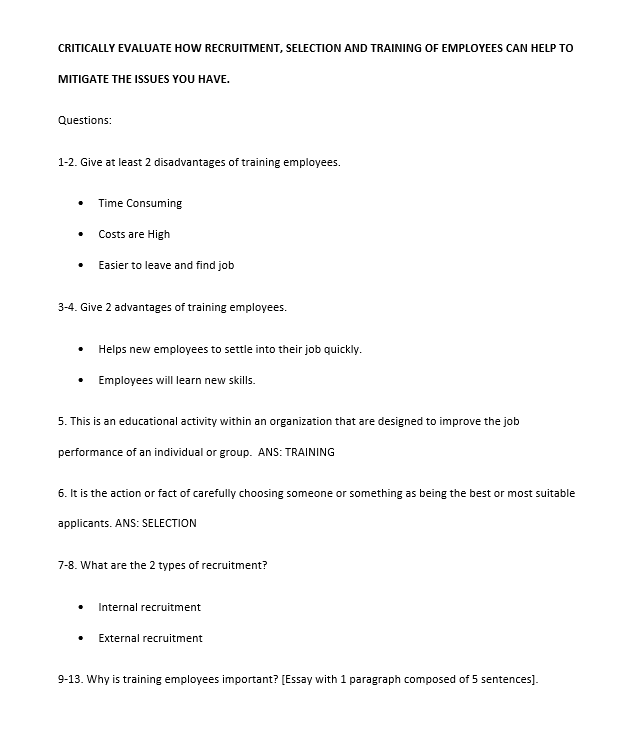 CRITICALLY EVALUATE HOW RECRUITMENT, SELECTION AND TRAINING OF EMPLOYEES CAN HELP TO
MITIGATE THE ISSUES YOU HAVE.
Questions:
1-2. Give at least 2 disadvantages of training employees.
• Time Consuming
• Costs are High
• Easier to leave and find job
3-4. Give 2 advantages of training employees.
• Helps new employees to settle into their job quickly.
• Employees will learn new skills.
5. This is an educational activity within an organization that are designed to improve the job
performance of an individual or group.  ANS: TRAINING
6. It is the action or fact of carefully choosing someone or something as being the best or most suitable
applicants. ANS: SELECTION
7-8. What are the 2 types of recruitment?
• Internal recruitment
• External recruitment
9-13. Why is training employees important? [Essay with 1 paragraph composed of 5 sentences].